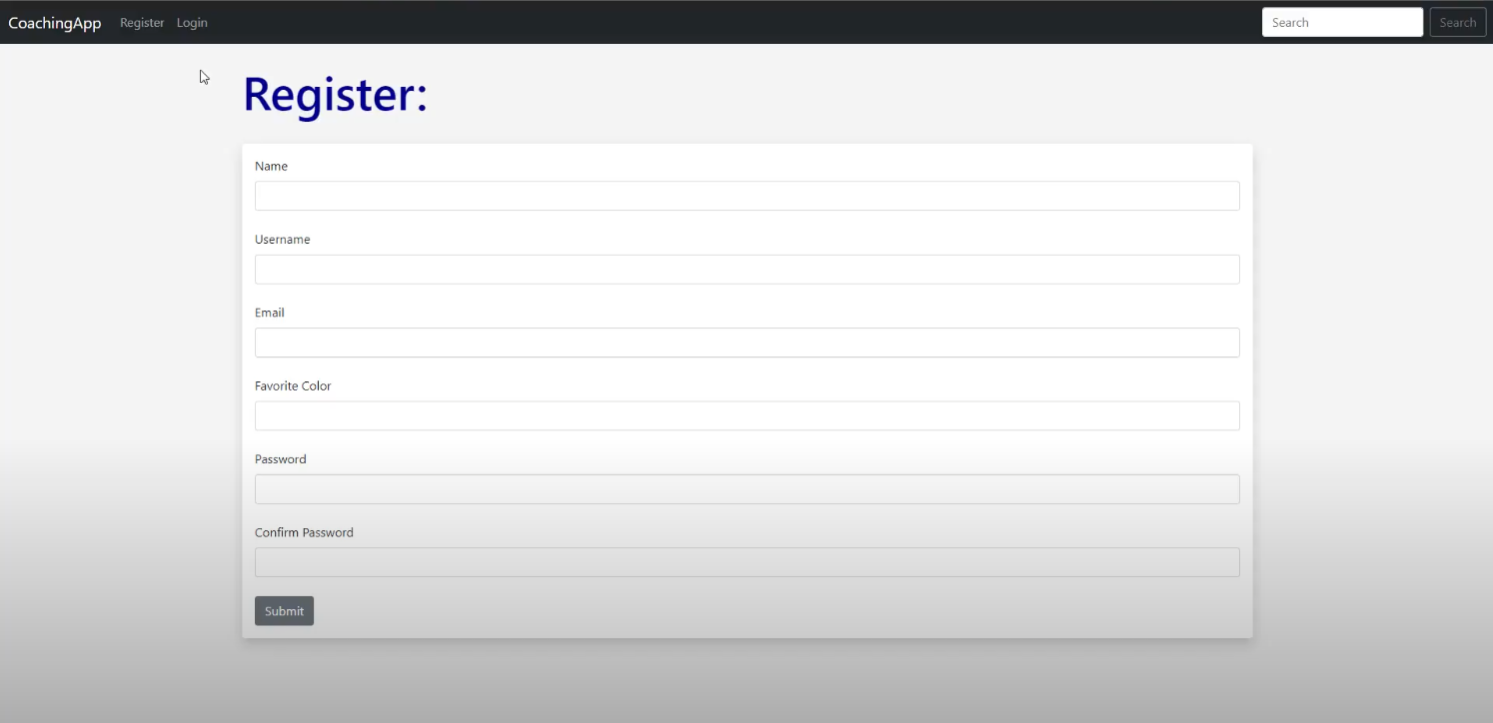 CoachingApp Register Login Search Search
Register:
Name
Username
Email
Favorite Color
Password
Confirm Password
Submit